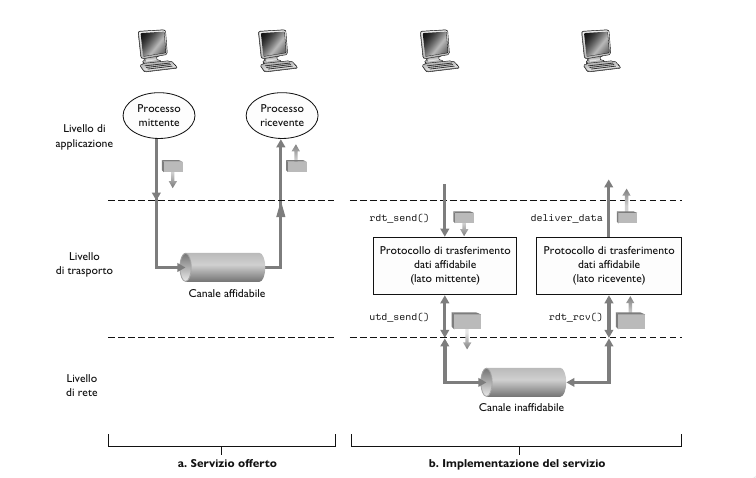 Processo
mittente
Processo
ricevente
Livello di
applicazione
rdt_send()
deliver_data
Livello
di trasporto
Canale affidabile
Protocollo di trasferimento
dati affidabile
(lato mittente)
Protocollo di trasferimento
dati affidabile
(lato ricevente)
utd_send()
rdt_rcv()
Livello
di rete
Canale inaffidabile
a. Servizio offerto
b. Implementazione del servizio